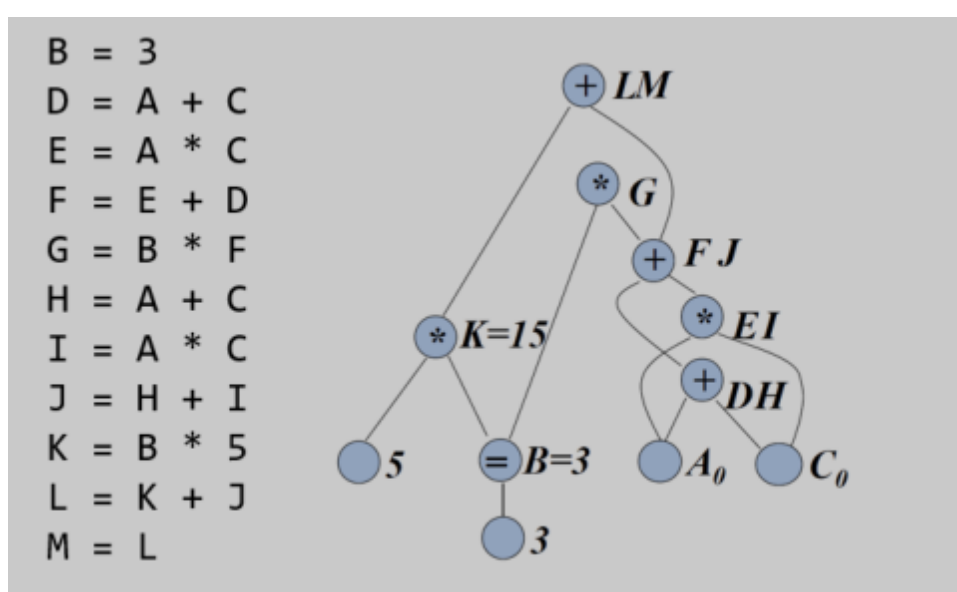 B = 3
D = A + C
E = A * C
F = E + D
G = B * F
H = A + C
I = A * C
J = H + I
K = B * 5
L = K + J
M = L
+ LM
* G
+ F J
* EI
* K=15
+ DH
5
= B=3
A₀
C₀
3